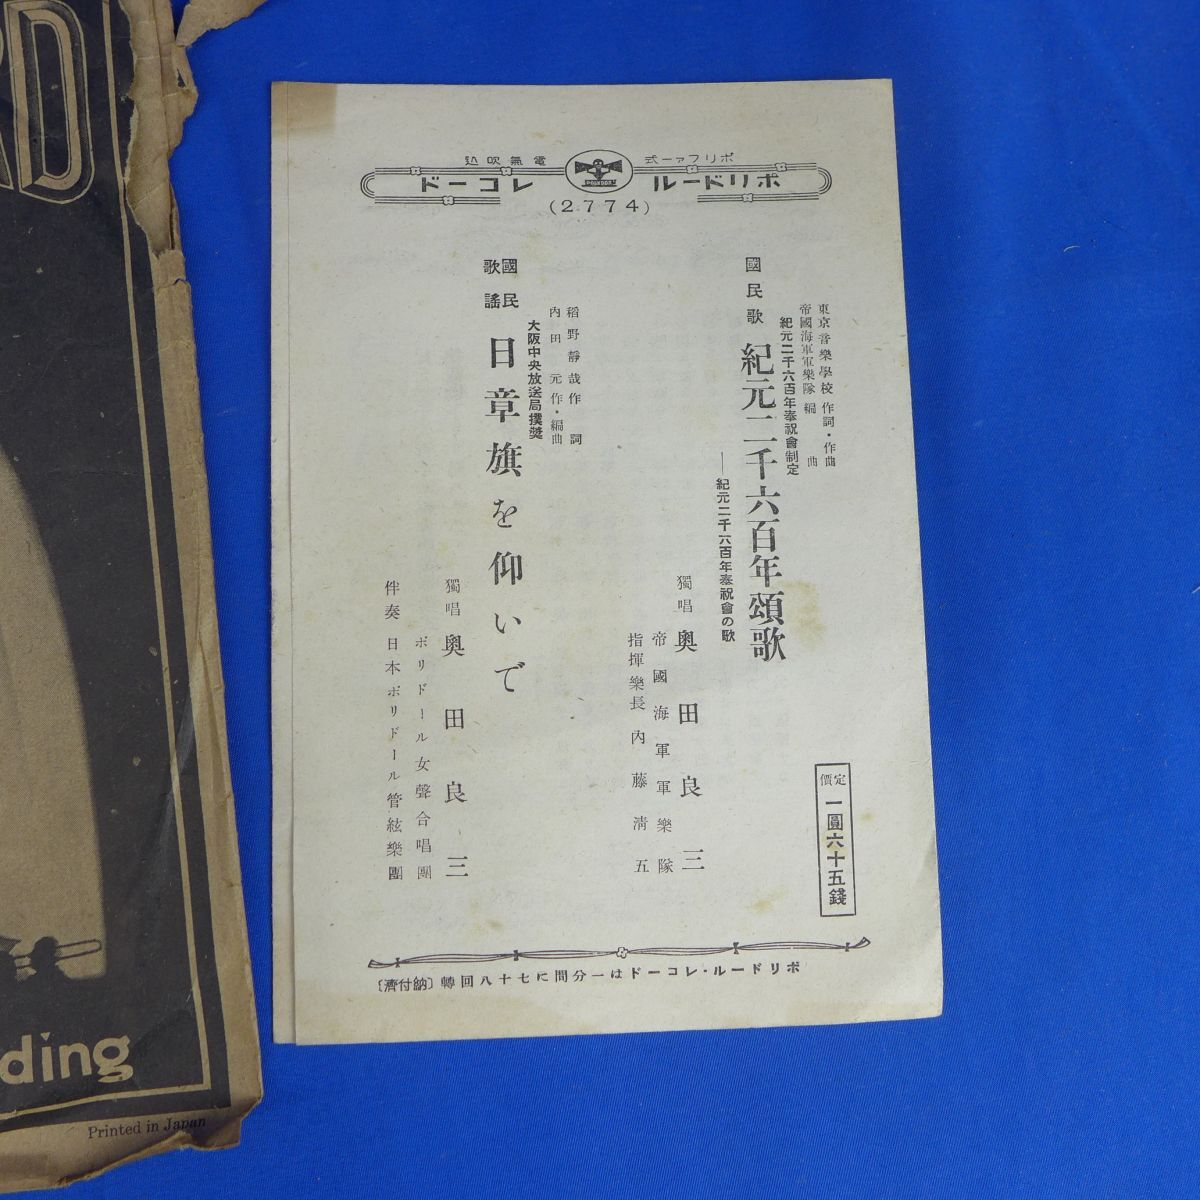 RD
ding
Printed in Japan
ポリファー式 電氣吹込
ポリドール レコード
POLYDOR
(2774)
東京音樂學校 作詞・作曲
帝國海軍軍樂隊 編曲
紀元二千六百年奉祝會制定
國民歌 紀元二千六百年頌歌
―紀元二千六百年奉祝會の歌
獨唱 奧田良三
帝國海軍軍樂隊
指揮樂長 內藤淸五
定價 一圓六十五錢
稻野靜哉作詞
內田元作・編曲
大阪中央放送局撰奬
國民歌謠 日章旗を仰いで
獨唱 奧田良三
ポリドール女聲合唱團
伴奏 日本ポリドール管絃樂團
ポリドール・レコードは一分間に七十八回轉〔納付濟〕